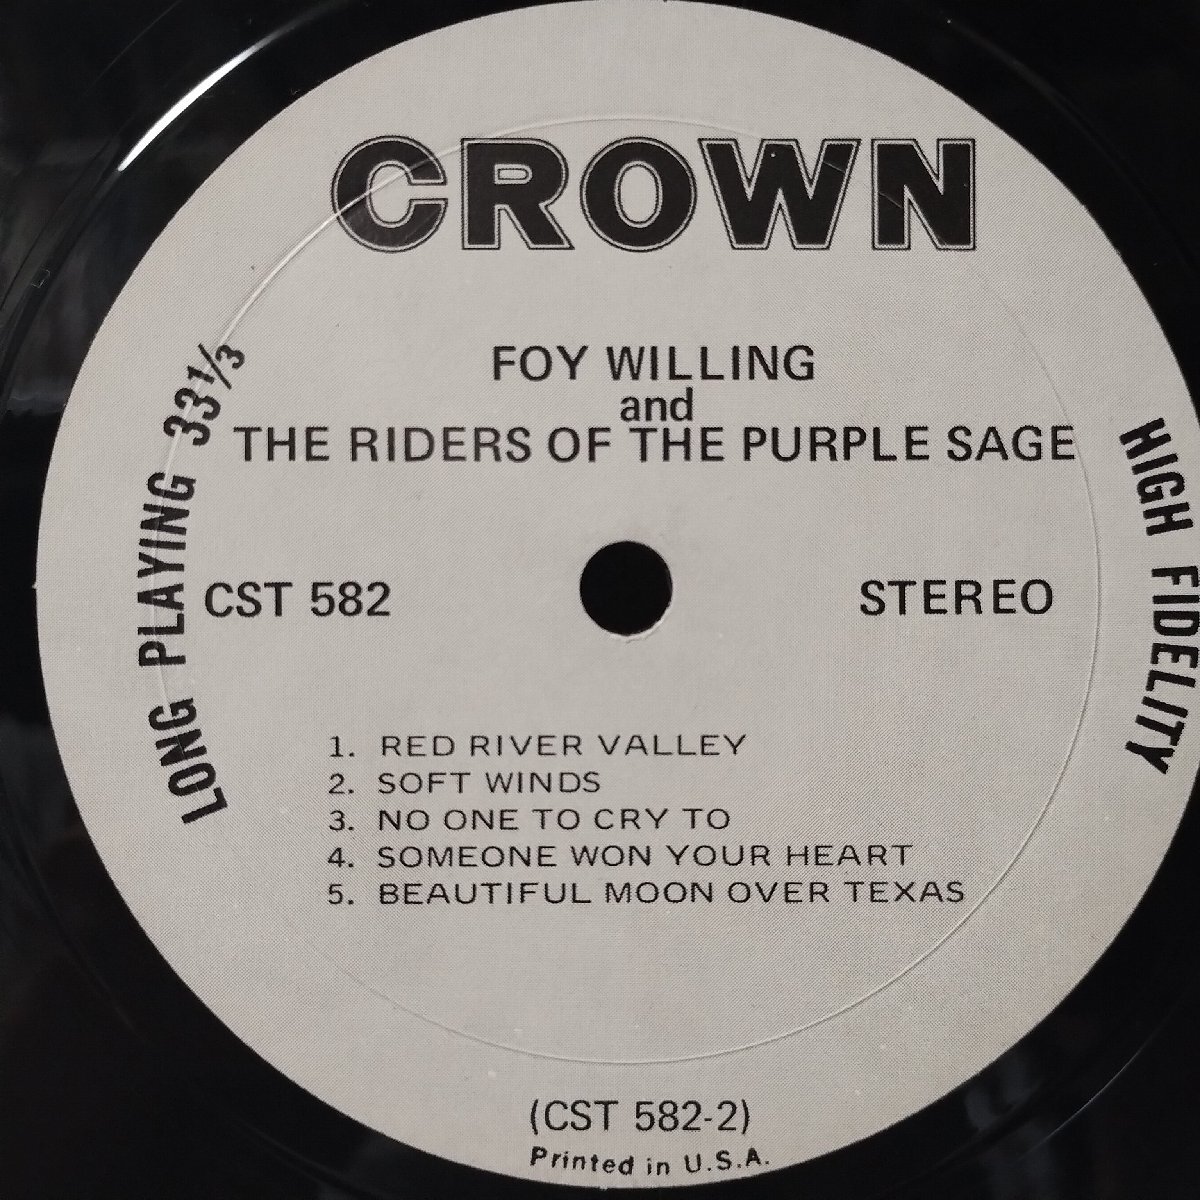 CROWN
FOY WILLING
and
THE RIDERS OF THE PURPLE SAGE
LONG PLAYING 33 1/3
HIGH FIDELITY
CST 582
STEREO
1. RED RIVER VALLEY
2. SOFT WINDS
3. NO ONE TO CRY TO
4. SOMEONE WON YOUR HEART
5. BEAUTIFUL MOON OVER TEXAS
(CST 582-2)
Printed in U.S.A.